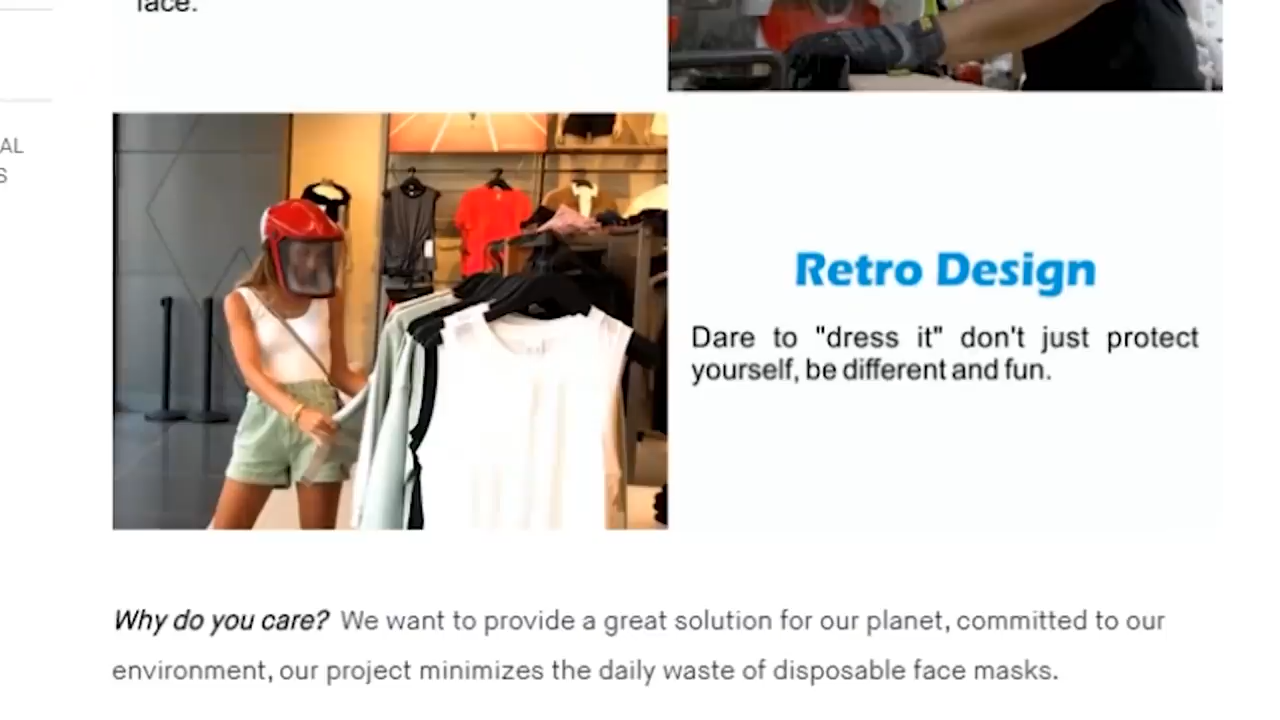 face.
AL
S
Retro Design
Dare to "dress it" don't just protect
yourself, be different and fun.
Why do you care? We want to provide a great solution for our planet, committed to our
environment, our project minimizes the daily waste of disposable face masks.